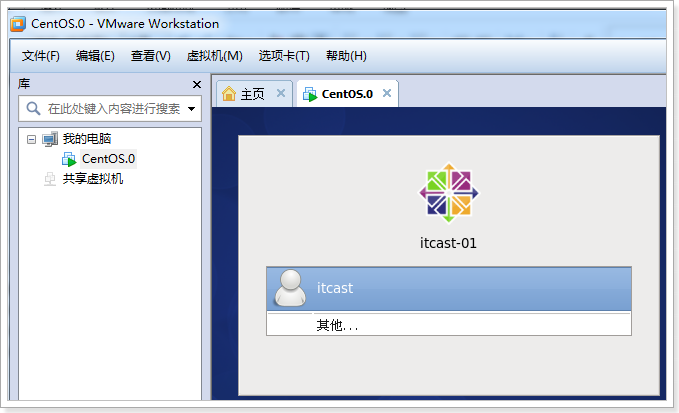 CentOS.0 - VMware Workstation
文件(F) 编辑(E) 查看(V) 虚拟机(M) 选项卡(T) 帮助(H)
库
在此处键入内容进行搜索
我的电脑
CentOS.0
共享虚拟机
主页
CentOS.0
itcast-01
itcast
其他...